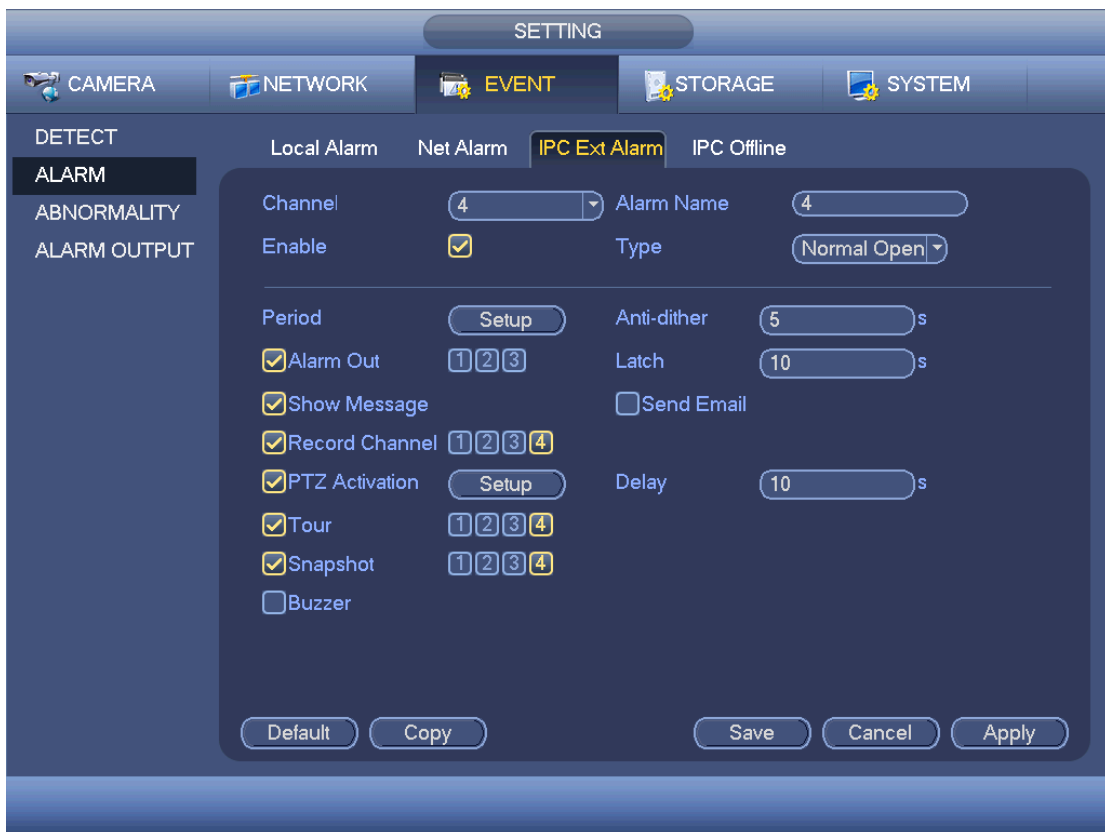 SETTING
CAMERA NETWORK EVENT STORAGE SYSTEM
DETECT
ALARM
ABNORMALITY
ALARM OUTPUT
Local Alarm Net Alarm IPC Ext Alarm IPC Offline
Channel 4 Alarm Name 4
Enable Type Normal Open
Period Setup Anti-dither 5 s
Alarm Out 1 2 3 Latch 10 s
Show Message Send Email
Record Channel 1 2 3 4
PTZ Activation Setup Delay 10 s
Tour 1 2 3 4
Snapshot 1 2 3 4
Buzzer
Default Copy Save Cancel Apply